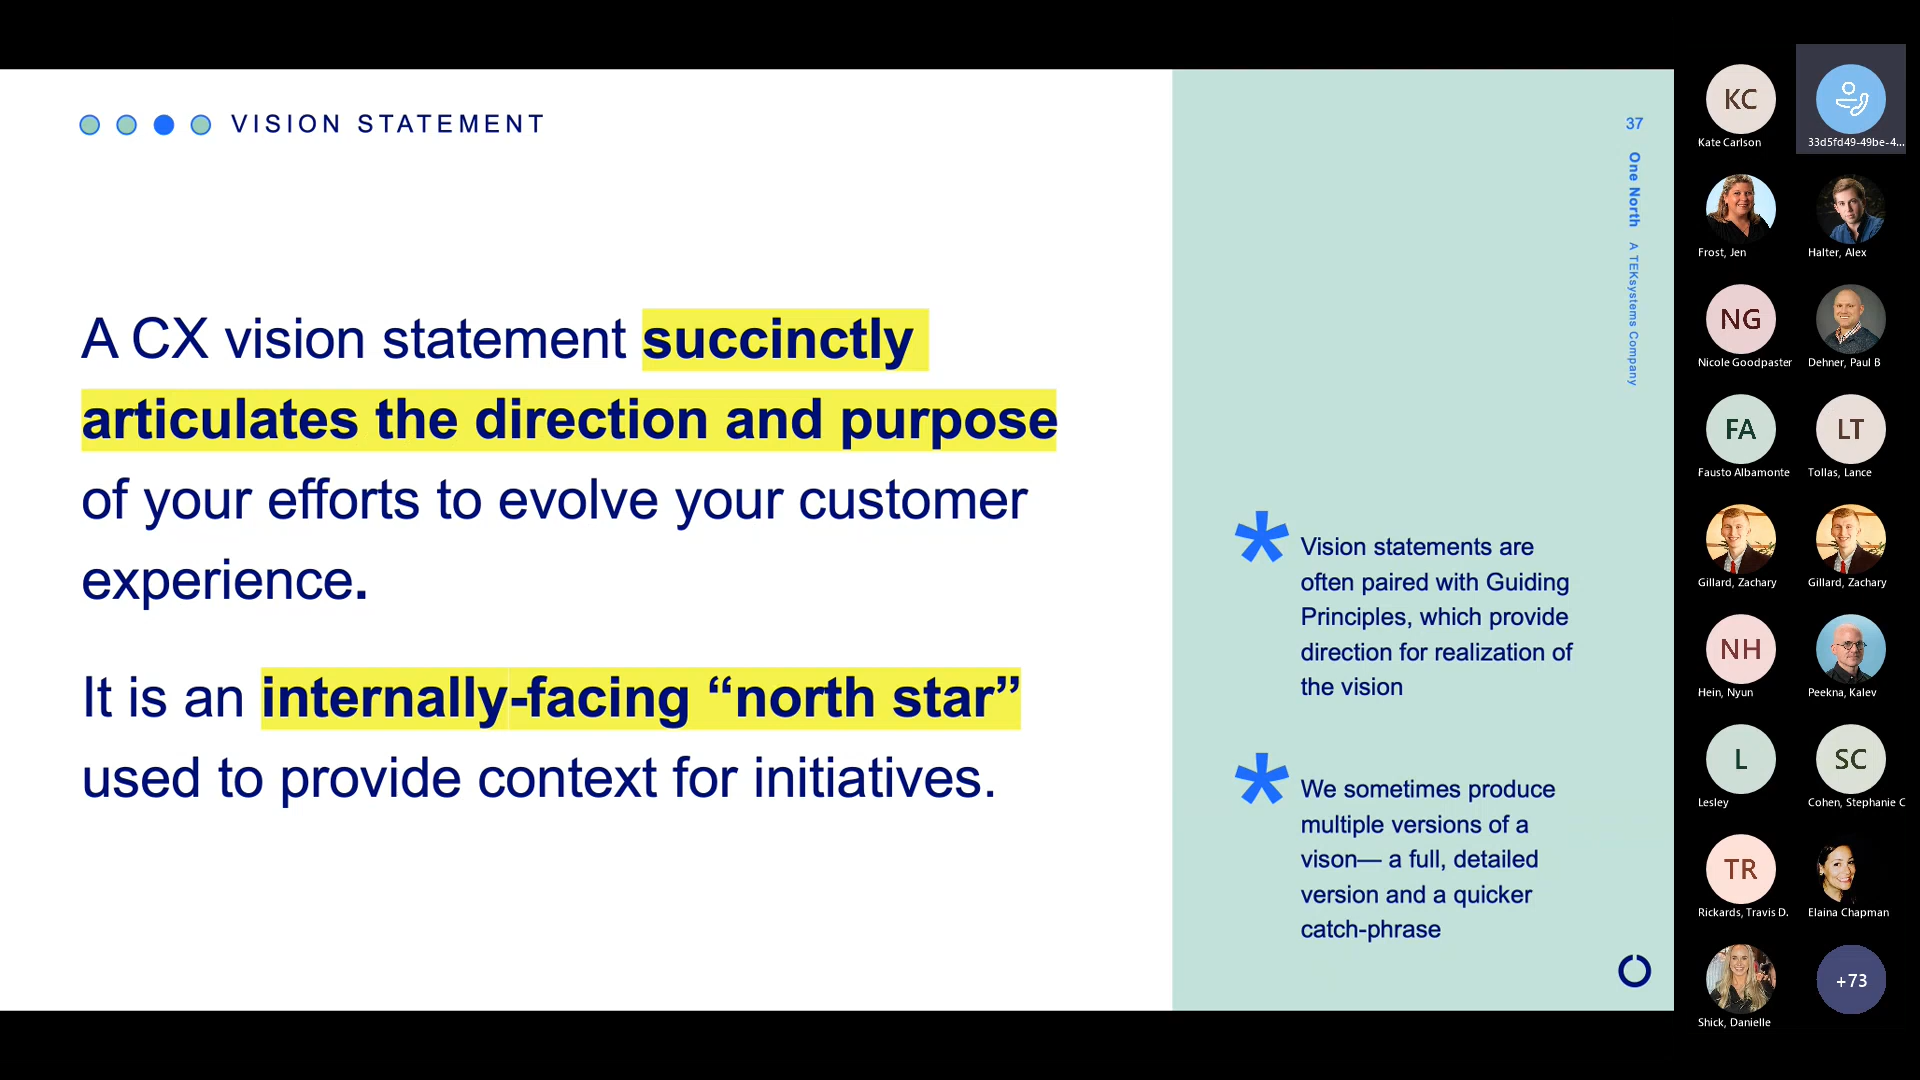 VISION STATEMENT
A CX vision statement succinctly
articulates the direction and purpose
of your efforts to evolve your customer
experience.
It is an internally-facing “north star”
used to provide context for initiatives.
37
One North A TEKsystems Company
Vision statements are
often paired with Guiding
Principles, which provide
direction for realization of
the vision
We sometimes produce
multiple versions of a
vison— a full, detailed
version and a quicker
catch-phrase
KC
Kate Carlson
33d5fd49-49be-4...
Frost, Jen
Halter, Alex
NG
Nicole Goodpaster
Dehner, Paul B
FA
Fausto Albamonte
LT
Tollas, Lance
Gillard, Zachary
Gillard, Zachary
NH
Hein, Nyun
Peekna, Kalev
L
Lesley
SC
Cohen, Stephanie C
TR
Rickards, Travis D.
Elaina Chapman
Shick, Danielle
+73